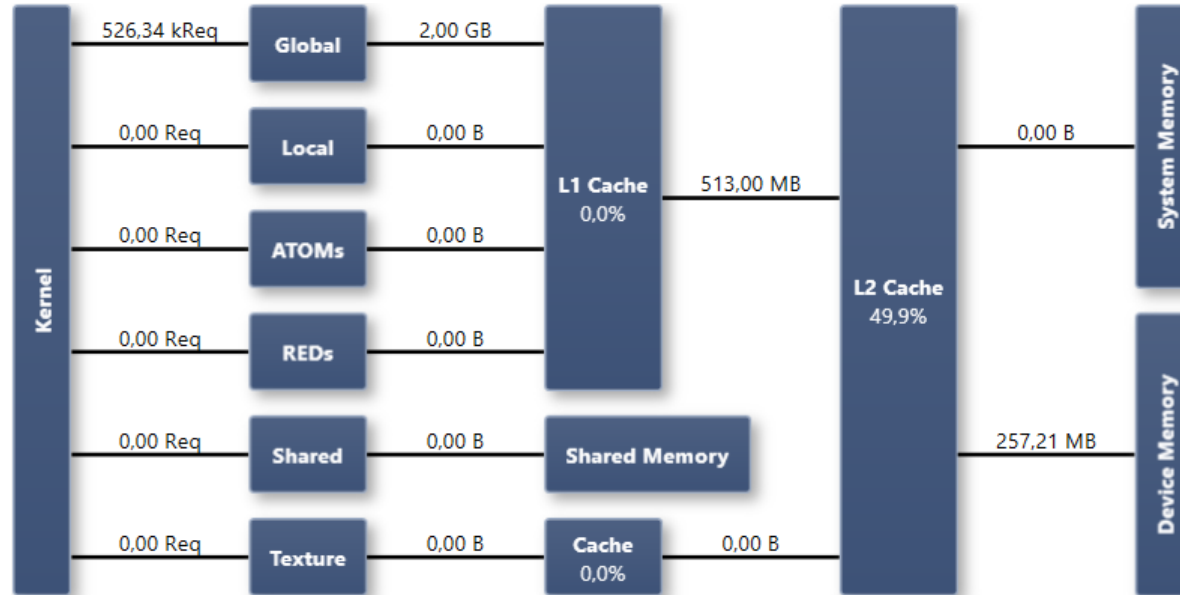 Kernel
526,34 kReq
Global
2,00 GB
0,00 Req
Local
0,00 B
0,00 Req
ATOMs
0,00 B
0,00 Req
REDs
0,00 B
0,00 Req
Shared
0,00 B
Shared Memory
0,00 Req
Texture
0,00 B
Cache
0,0%
0,00 B
L1 Cache
0,0%
513,00 MB
L2 Cache
49,9%
0,00 B
System Memory
257,21 MB
Device Memory